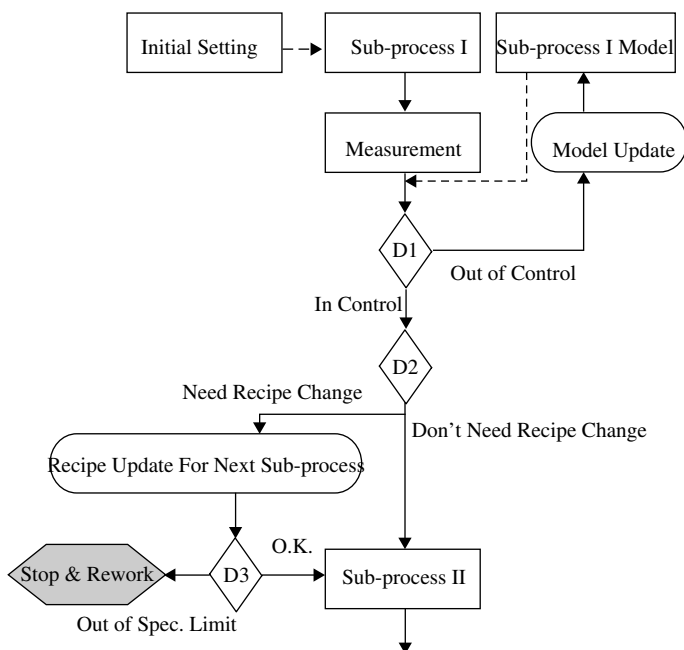 Initial Setting
Sub-process I
Sub-process I Model
Measurement
Model Update
D1
Out of Control
In Control
D2
Need Recipe Change
Don't Need Recipe Change
Recipe Update For Next Sub-process
O.K.
Stop & Rework
D3
Sub-process II
Out of Spec. Limit